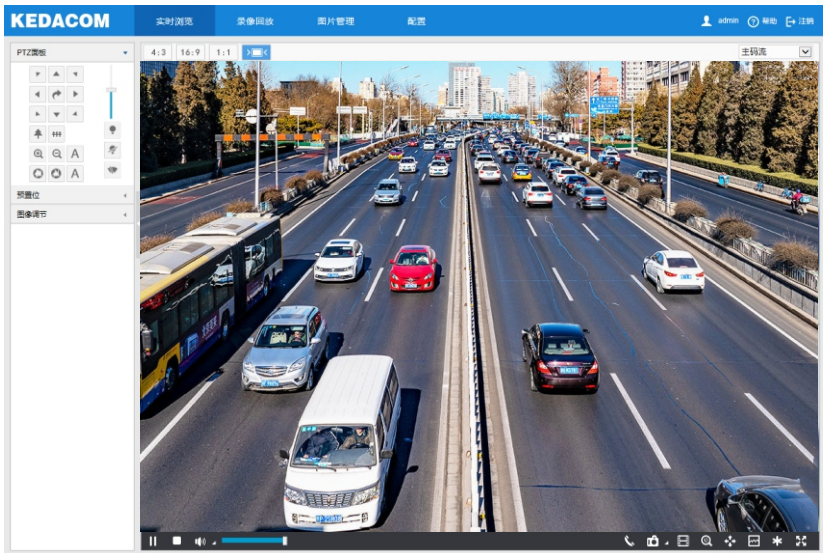 KEDACOM 实时浏览 录像回放 图片管理 配置 admin 帮助 注销
PTZ面板 4:3 16:9 1:1 主码流
A
A
预置位
图像调节